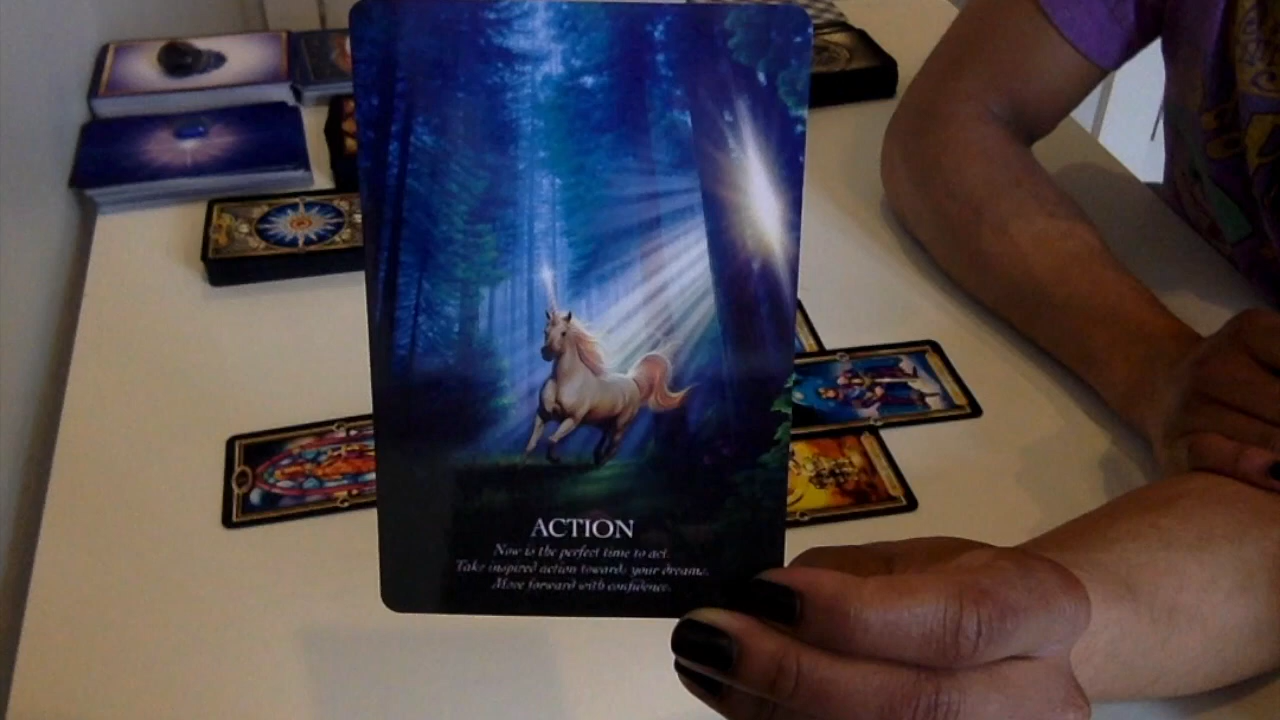 ACTION
Now is the perfect time to act.
Take inspired action towards your dreams.
Move forward with confidence.